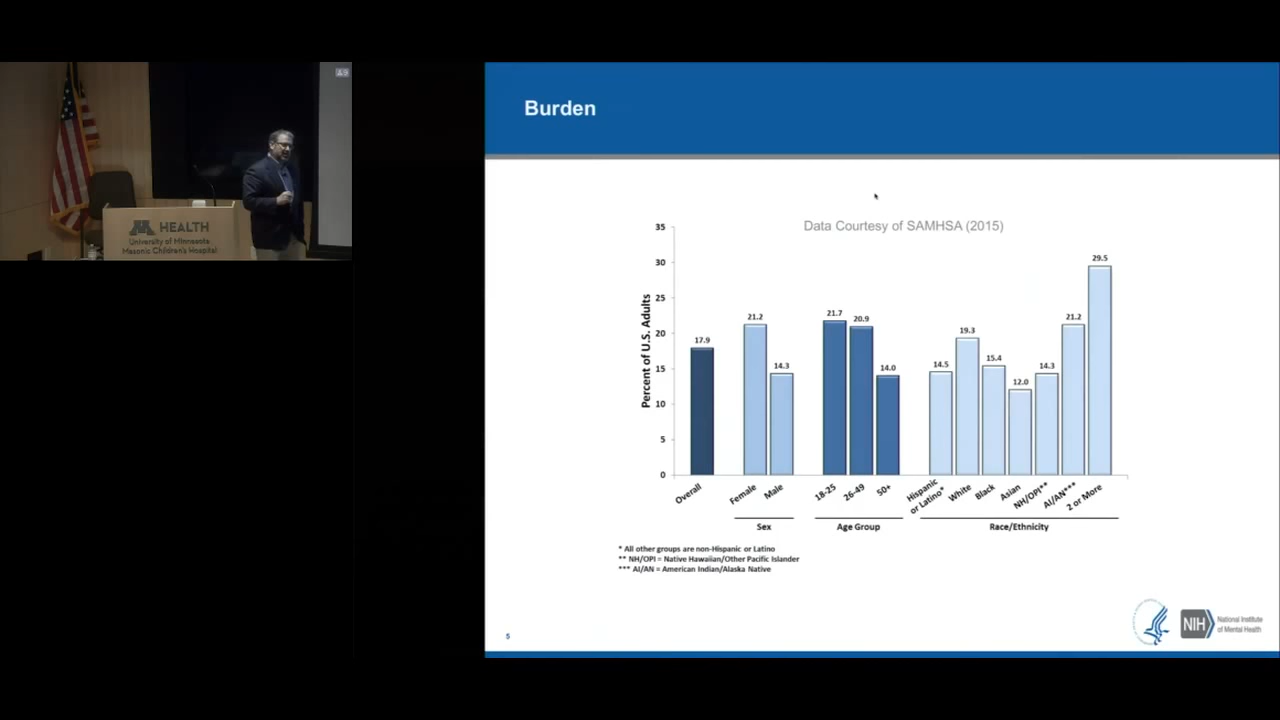 M HEALTH
University of Minnesota
Masonic Children's Hospital
Burden
Data Courtesy of SAMHSA (2015)
Percent of U.S. Adults
35
30
25
20
15
10
5
0
17.9
21.2
14.3
21.7
20.9
14.0
14.5
19.3
15.4
12.0
14.3
21.2
29.5
Overall
Female
Male
18-25
26-49
50+
Hispanic
or Latino*
White
Black
Asian
NH/OPI**
AI/AN***
2 or More
Sex
Age Group
Race/Ethnicity
* All other groups are non-Hispanic or Latino
** NH/OPI = Native Hawaiian/Other Pacific Islander
*** AI/AN = American Indian/Alaska Native
5
NIH
National Institute
of Mental Health